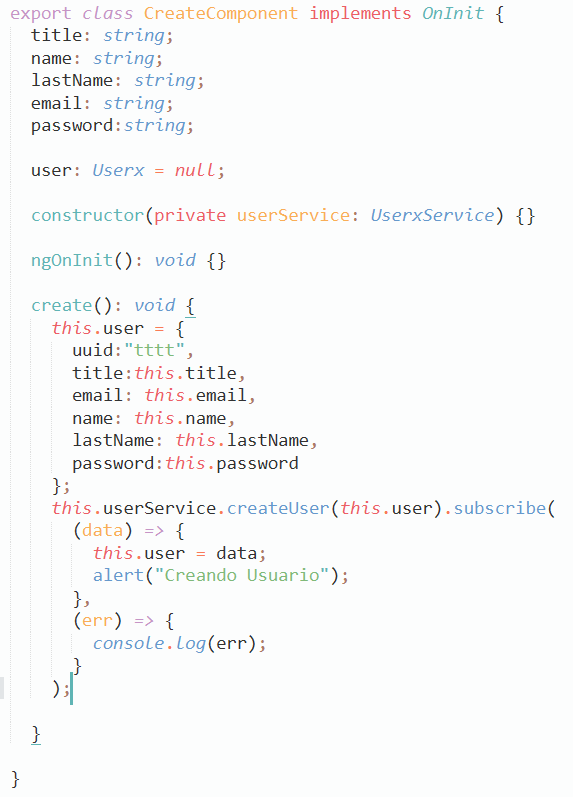 export class CreateComponent implements OnInit {
  title: string;
  name: string;
  lastName: string;
  email: string;
  password:string;

  user: Userx = null;

  constructor(private userService: UserxService) {}

  ngOnInit(): void {}

  create(): void {
    this.user = {
      uuid:"tttt",
      title:this.title,
      email: this.email,
      name: this.name,
      lastName: this.lastName,
      password:this.password
    };
    this.userService.createUser(this.user).subscribe(
      (data) => {
        this.user = data;
        alert("Creando Usuario");
      },
      (err) => {
        console.log(err);
      }
    );

  }

}